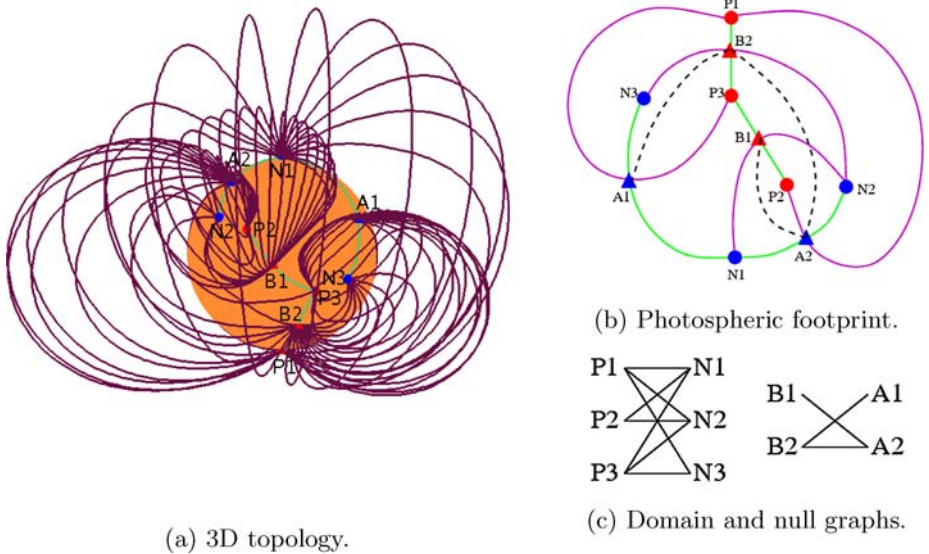 A2
N1
A1
N2
P2
B1
N3
P3
B2
P1
(a) 3D topology.
P1
B2
N3
P3
B1
A1
P2
N2
N1
A2
(b) Photospheric footprint.
P1 N1 B1 A1
P2 N2 B2 A2
P3 N3
(c) Domain and null graphs.